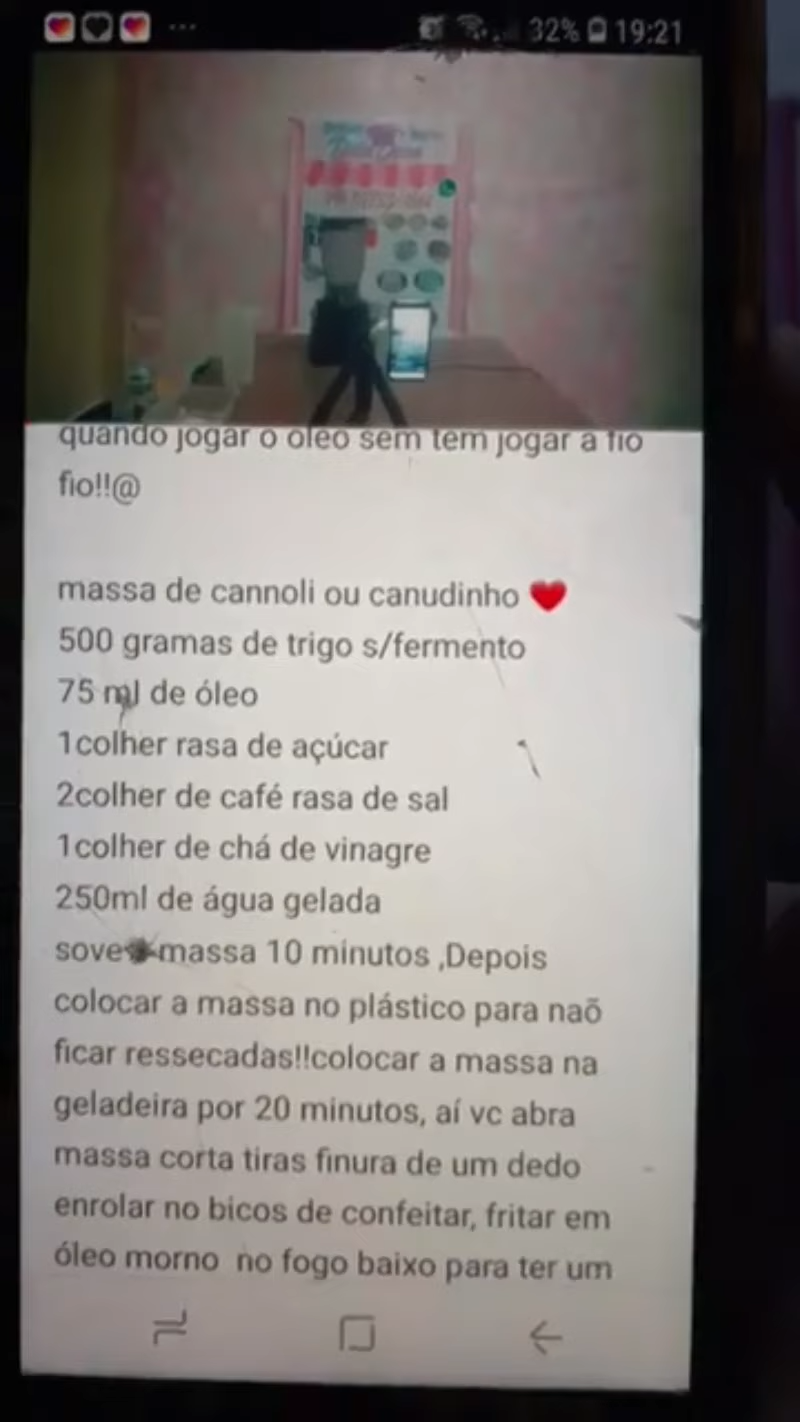 32% 19:21
quando jogar o óleo sem tem jogar a fio
fio!!@
massa de cannoli ou canudinho ❤️
500 gramas de trigo s/fermento
75 ml de óleo
1colher rasa de açúcar
2colher de café rasa de sal
1colher de chá de vinagre
250ml de água gelada
sove massa 10 minutos ,Depois
colocar a massa no plástico para naõ
ficar ressecadas!!colocar a massa na
geladeira por 20 minutos, aí vc abra
massa corta tiras finura de um dedo
enrolar no bicos de confeitar, fritar em
óleo morno no fogo baixo para ter um